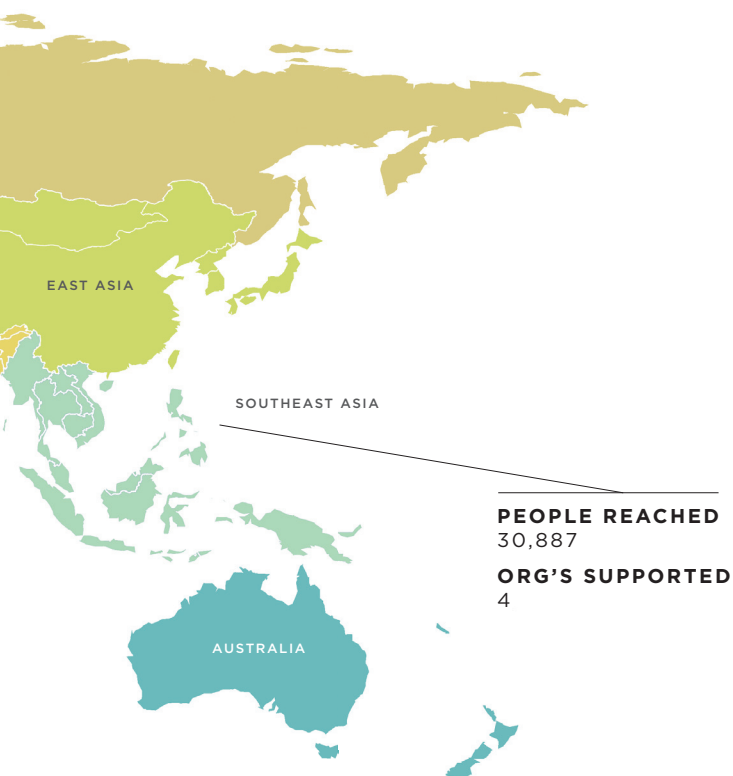 EAST ASIA
SOUTHEAST ASIA
PEOPLE REACHED
30,887
ORG'S SUPPORTED
4
AUSTRALIA